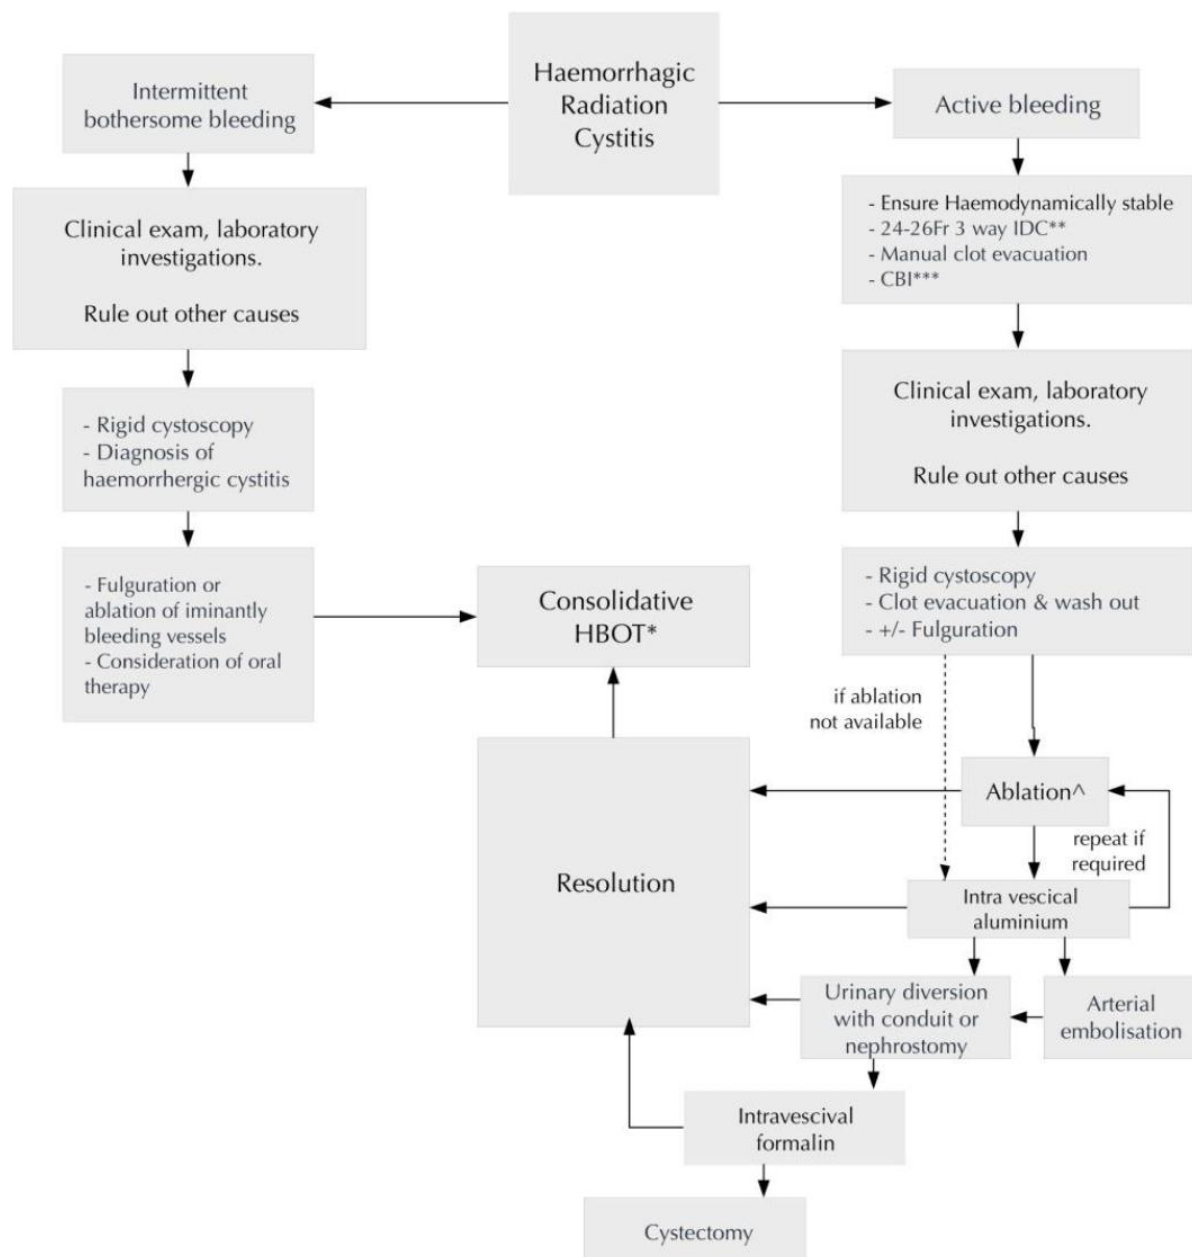 Haemorrhagic
Radiation
Cystitis
Intermittent
bothersome bleeding
Active bleeding
Clinical exam, laboratory
investigations.
Rule out other causes
- Ensure Haemodynamically stable
- 24-26Fr 3 way IDC**
- Manual clot evacuation
- CBI***
- Rigid cystoscopy
- Diagnosis of
haemorrhergic cystitis
Clinical exam, laboratory
investigations.
Rule out other causes
- Fulguration or
ablation of iminantly
bleeding vessels
- Consideration of oral
therapy
Consolidative
HBOT*
- Rigid cystoscopy
- Clot evacuation & wash out
- +/- Fulguration
if ablation
not available
Ablation^
repeat if
required
Resolution
Intra vescical
aluminium
Urinary diversion
with conduit or
nephrostomy
Arterial
embolisation
Intravescival
formalin
Cystectomy